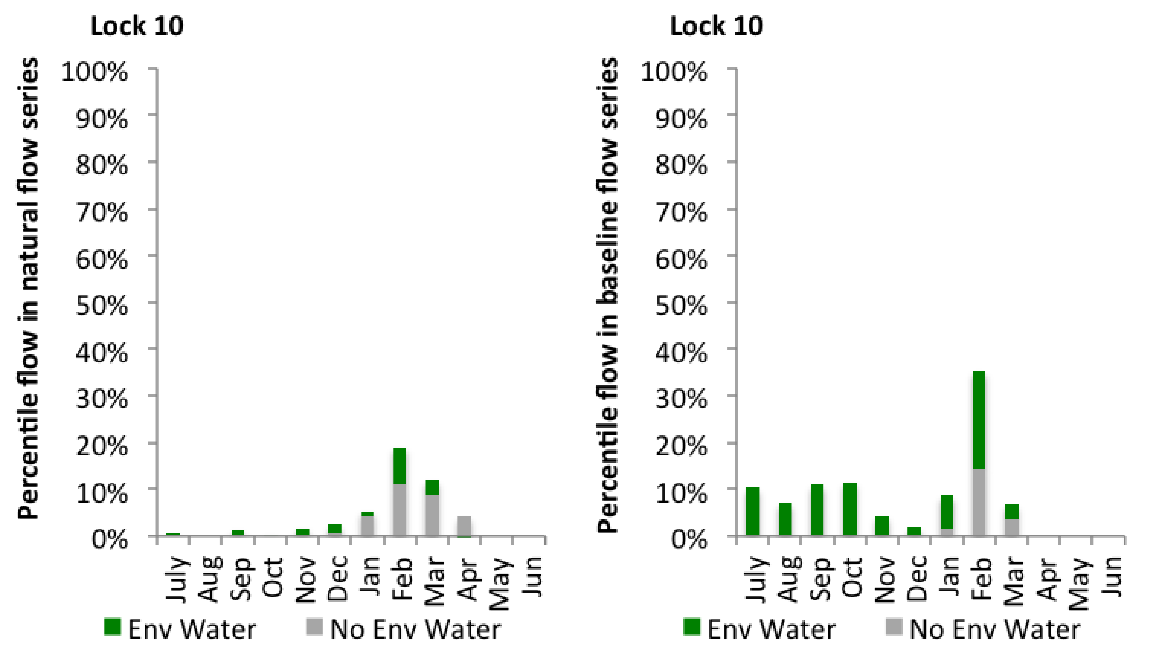 Lock 10
Percentile flow in natural flow series
100%
90%
80%
70%
60%
50%
40%
30%
20%
10%
0%
July Aug Sep Oct Nov Dec Jan Feb Mar Apr May Jun
Env Water No Env Water
Lock 10
Percentile flow in baseline flow series
100%
90%
80%
70%
60%
50%
40%
30%
20%
10%
0%
July Aug Sep Oct Nov Dec Jan Feb Mar Apr May Jun
Env Water No Env Water